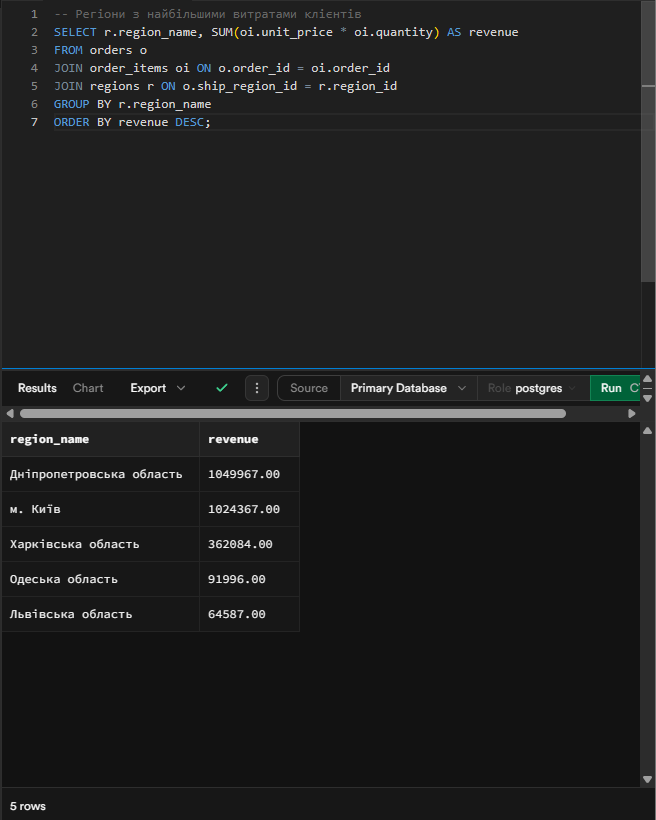 1 -- Регіони з найбільшими витратами клієнтів
2 SELECT r.region_name, SUM(oi.unit_price * oi.quantity) AS revenue
3 FROM orders o
4 JOIN order_items oi ON o.order_id = oi.order_id
5 JOIN regions r ON o.ship_region_id = r.region_id
6 GROUP BY r.region_name
7 ORDER BY revenue DESC;
Results Chart Export Source Primary Database Role postgres Run
region_name revenue
Дніпропетровська область 1049967.00
м. Київ 1024367.00
Харківська область 362084.00
Одеська область 91996.00
Львівська область 64587.00
5 rows